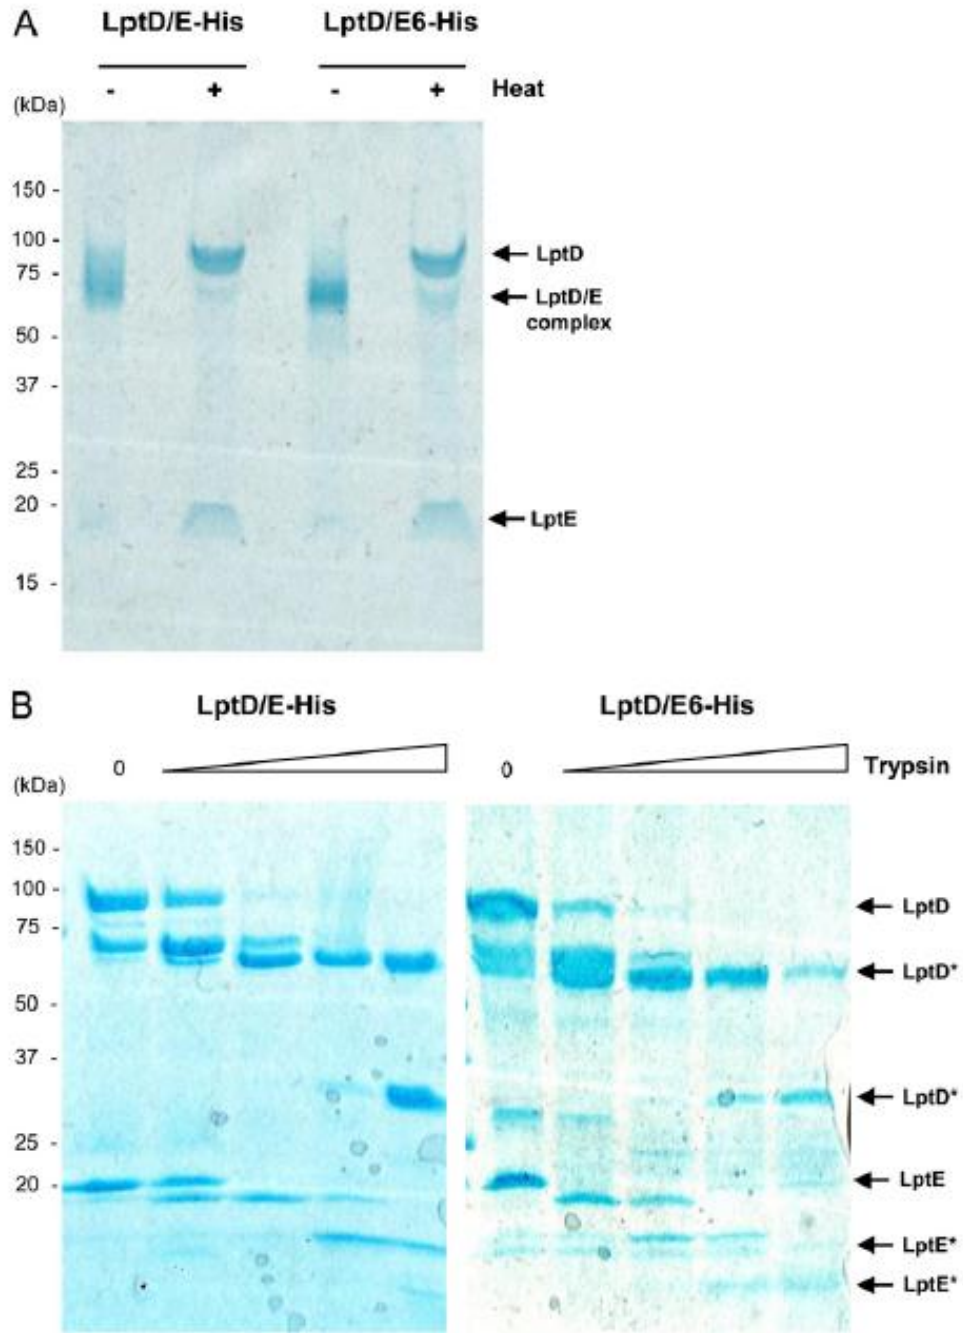 A
LptD/E-His LptD/E6-His
- + - + Heat
(kDa)
150 -
100 - LptD
75 -
LptD/E
complex
50 -
37 -
25 -
20 - LptE
15 -
B
LptD/E-His LptD/E6-His
0 0 Trypsin
(kDa)
150 -
100 - LptD
75 -
LptD*
50 -
37 -
LptD*
25 -
20 - LptE
LptE*
LptE*